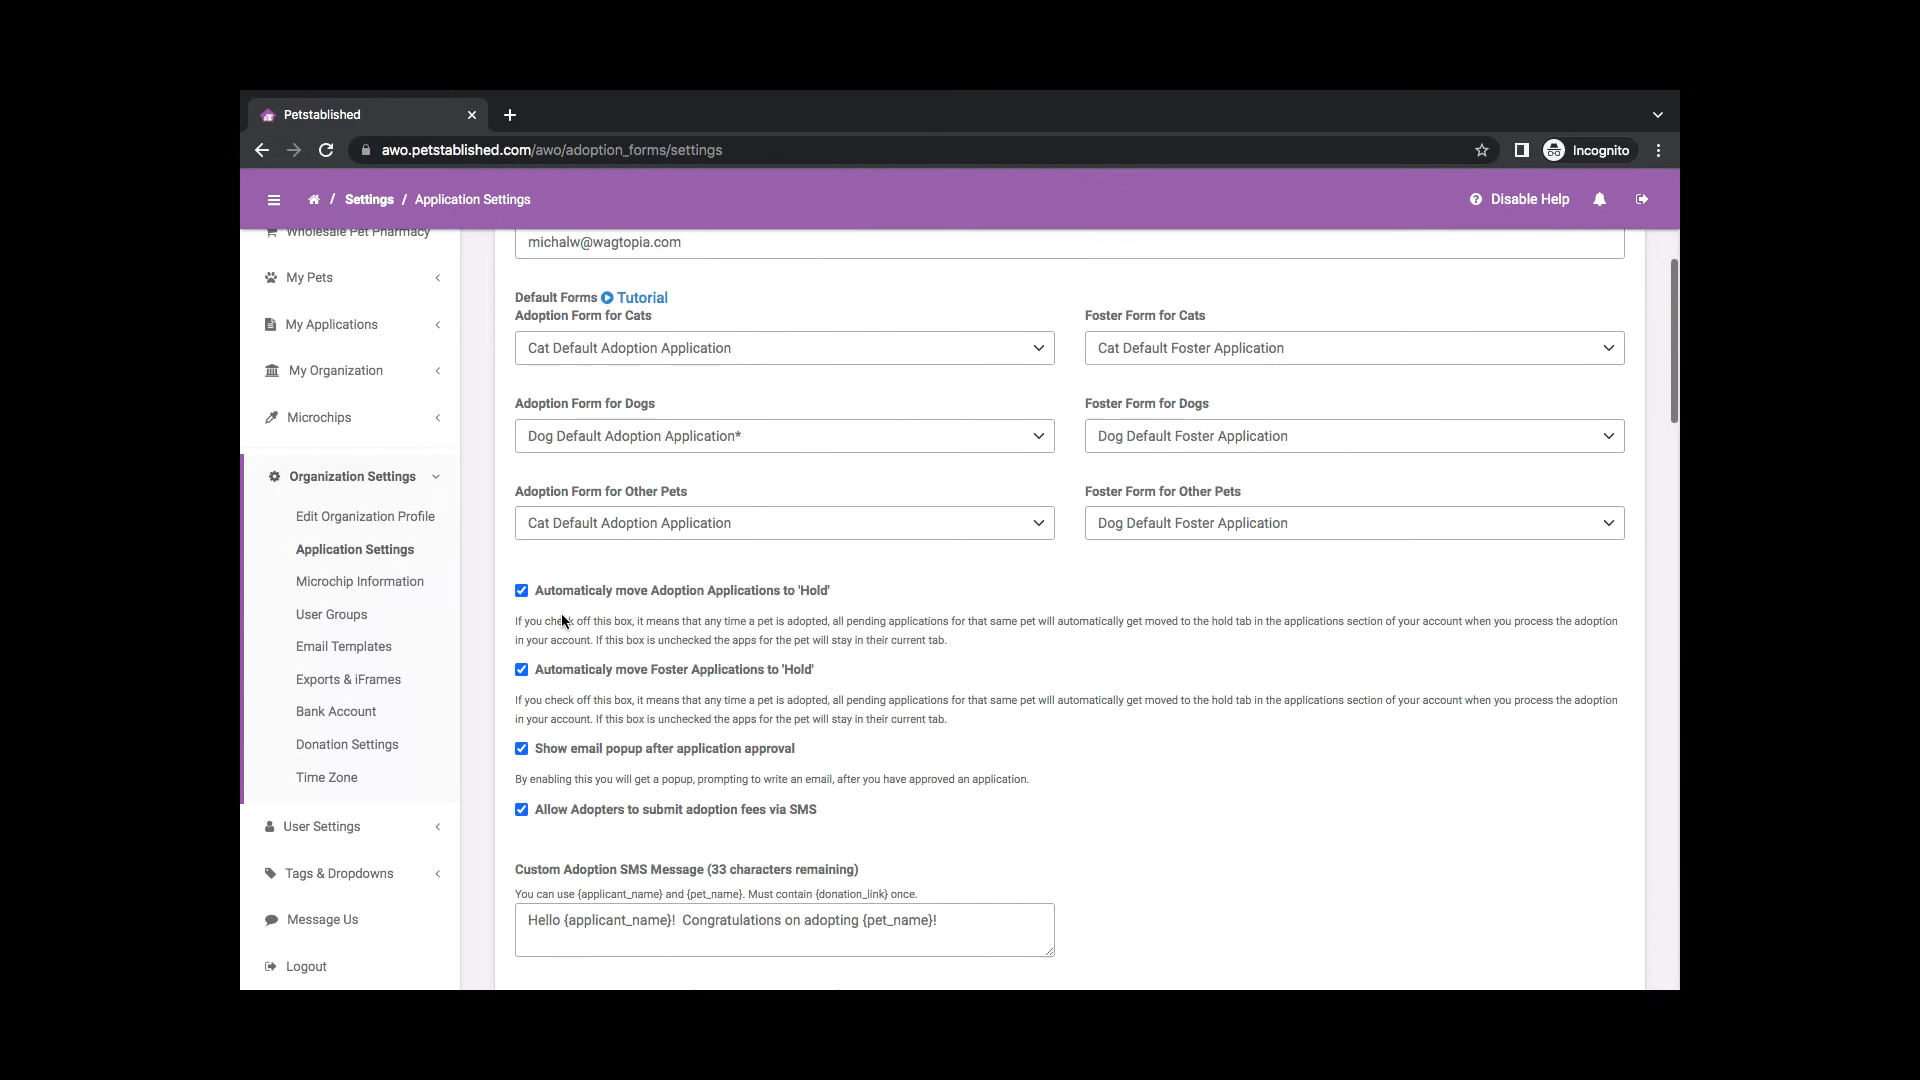 Petstablished
awo.petstablished.com/awo/adoption_forms/settings
Incognito
/ Settings / Application Settings
Disable Help
Wholesale Pet Pharmacy
My Pets
My Applications
My Organization
Microchips
Organization Settings
Edit Organization Profile
Application Settings
Microchip Information
User Groups
Email Templates
Exports & iFrames
Bank Account
Donation Settings
Time Zone
User Settings
Tags & Dropdowns
Message Us
Logout
michalw@wagtopia.com
Default Forms Tutorial
Adoption Form for Cats
Foster Form for Cats
Cat Default Adoption Application
Cat Default Foster Application
Adoption Form for Dogs
Foster Form for Dogs
Dog Default Adoption Application*
Dog Default Foster Application
Adoption Form for Other Pets
Foster Form for Other Pets
Cat Default Adoption Application
Dog Default Foster Application
Automaticaly move Adoption Applications to 'Hold'
If you check off this box, it means that any time a pet is adopted, all pending applications for that same pet will automatically get moved to the hold tab in the applications section of your account when you process the adoption
in your account. If this box is unchecked the apps for the pet will stay in their current tab.
Automaticaly move Foster Applications to 'Hold'
If you check off this box, it means that any time a pet is adopted, all pending applications for that same pet will automatically get moved to the hold tab in the applications section of your account when you process the adoption
in your account. If this box is unchecked the apps for the pet will stay in their current tab.
Show email popup after application approval
By enabling this you will get a popup, prompting to write an email, after you have approved an application.
Allow Adopters to submit adoption fees via SMS
Custom Adoption SMS Message (33 characters remaining)
You can use {applicant_name} and {pet_name}. Must contain {donation_link} once.
Hello {applicant_name}! Congratulations on adopting {pet_name}!